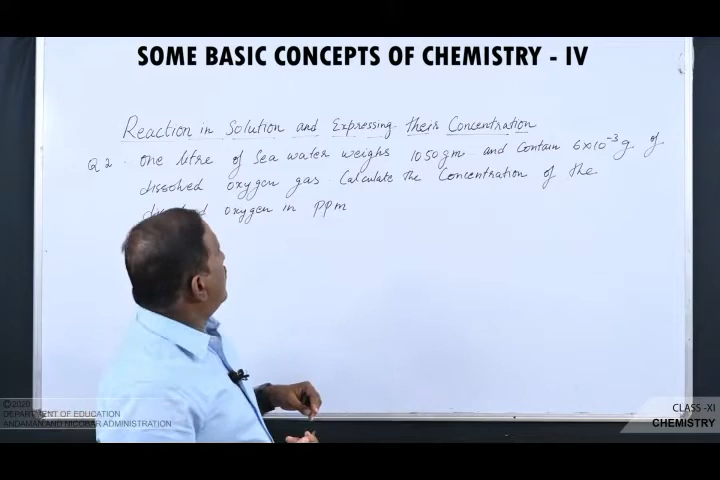 SOME BASIC CONCEPTS OF CHEMISTRY - IV
Reaction in Solution and Expressing their Concentration
Q 2. one litre of Sea water weighs 1050 gm and Contain 6×10⁻³ g of
dissolved oxygen gas Calculate the Concentration of the
oxygen in ppm
©2020
DEPARTMENT OF EDUCATION
ANDAMAN AND NICOBAR ADMINISTRATION
CLASS -XI
CHEMISTRY